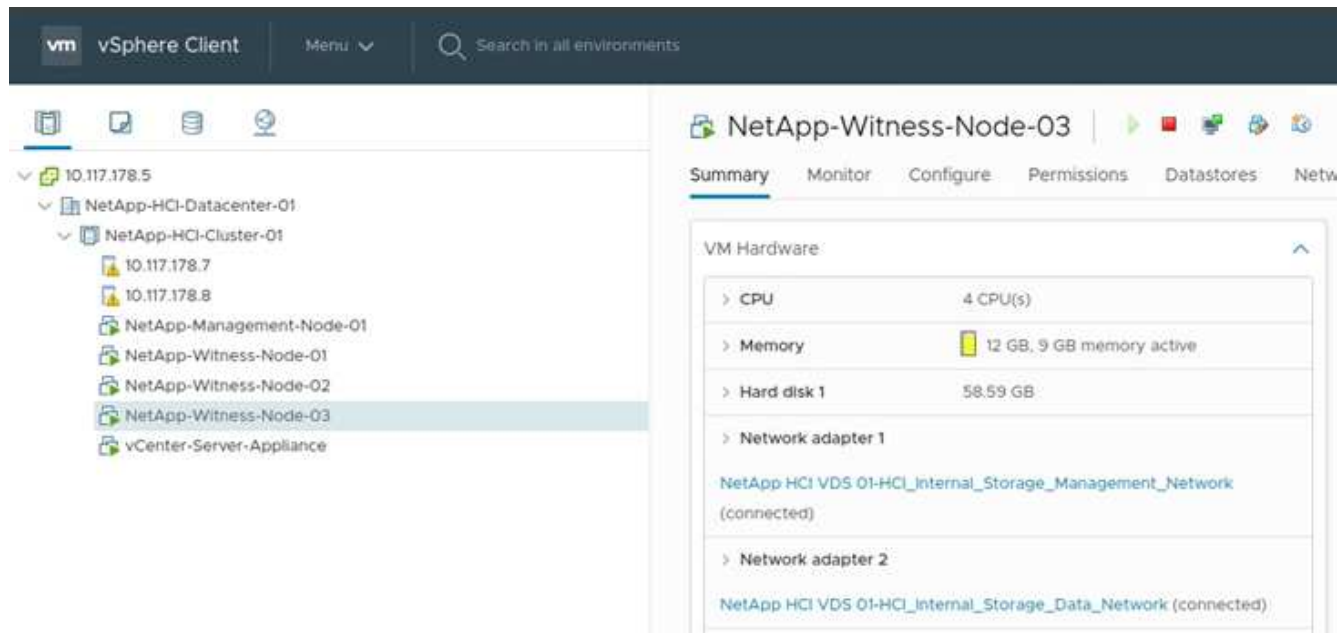 vm vSphere Client Menu Search in all environments
10.117.178.5
NetApp-HCI-Datacenter-01
NetApp-HCI-Cluster-01
10.117.178.7
10.117.178.8
NetApp-Management-Node-01
NetApp-Witness-Node-01
NetApp-Witness-Node-02
NetApp-Witness-Node-03
vCenter-Server-Appliance
NetApp-Witness-Node-03
Summary Monitor Configure Permissions Datastores Netw
VM Hardware
CPU 4 CPU(s)
Memory 12 GB, 9 GB memory active
Hard disk 1 58.59 GB
Network adapter 1
NetApp HCI VDS 01-HCI_Internal_Storage_Management_Network
(connected)
Network adapter 2
NetApp HCI VDS 01-HCI_Internal_Storage_Data_Network (connected)